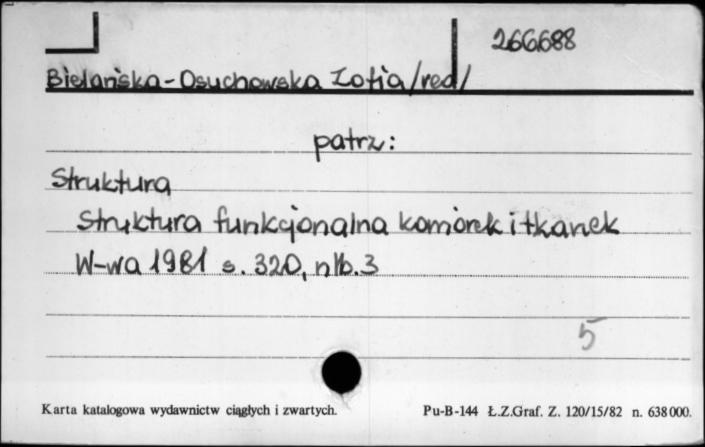 266688
Bielańska-Osuchowska Zofia /red/
patrz:
Struktura
Struktura funkcjonalna komórek i tkanek
W-wa 1981 s. 320, nlb. 3
5
Karta katalogowa wydawnictw ciągłych i zwartych. Pu-B-144 Ł.Z.Graf. Z. 120/15/82 n. 638000.